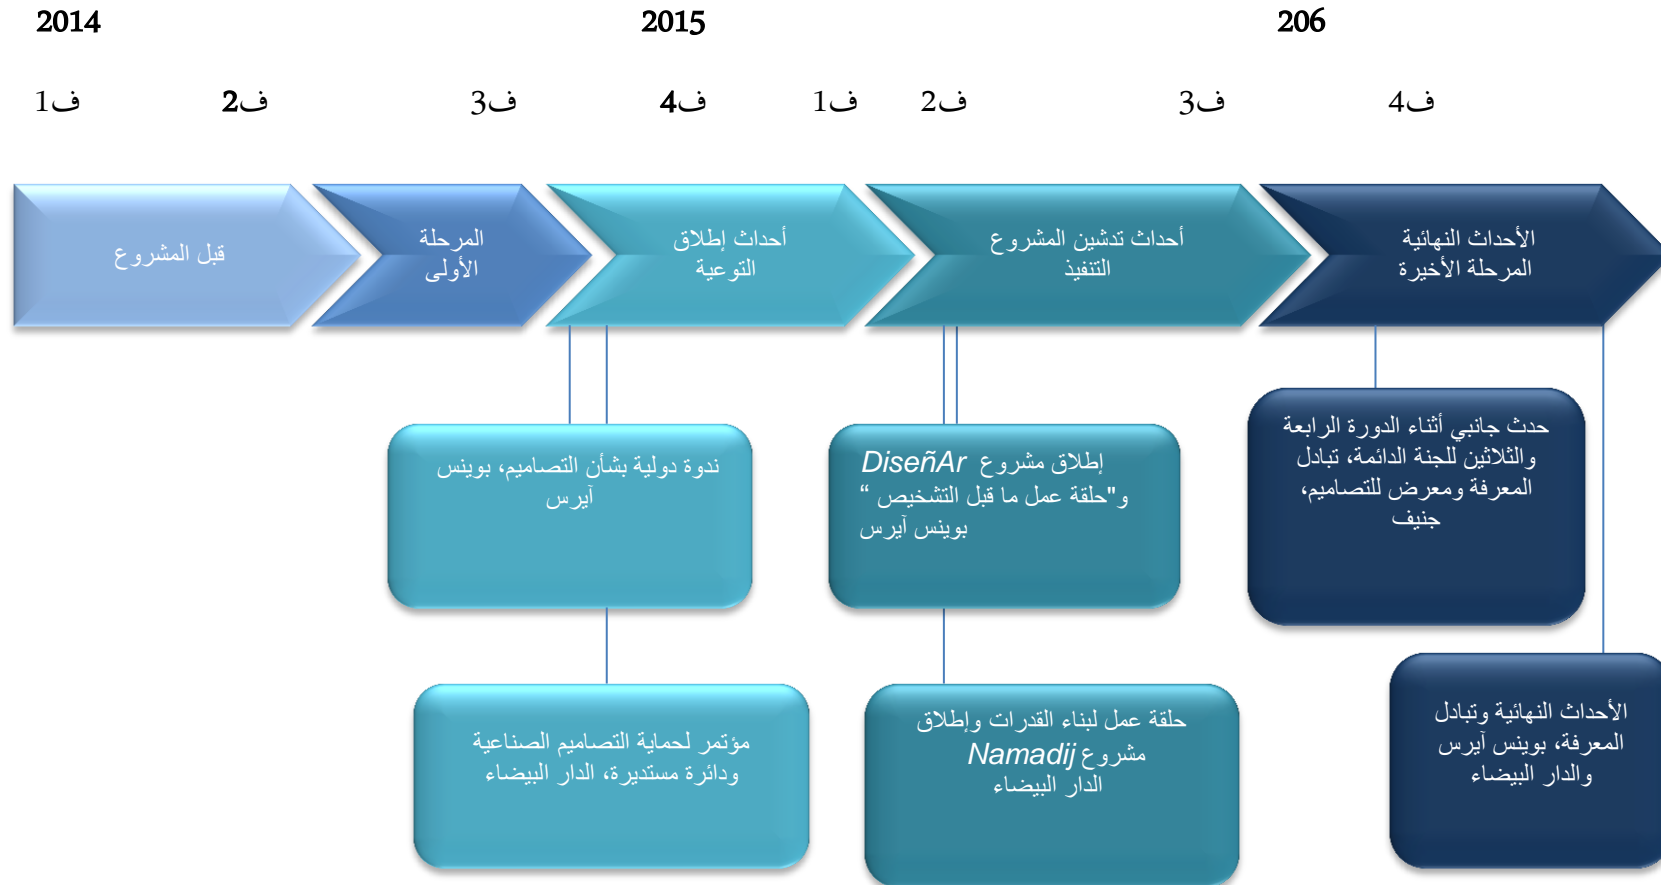 2014 2015 206
ف1 ف2 ف3 ف4 ف1 ف2 ف3 ف4
قبل المشروع
المرحلة
الأولى
أحداث إطلاق
التوعية
أحداث تدشين المشروع
التنفيذ
الأحداث النهائية
المرحلة الأخيرة
ندوة دولية بشأن التصاميم، بوينس
آيرس
إطلاق مشروع DiseñAr
و"حلقة عمل ما قبل التشخيص “
بوينس آيرس
حدث جانبي أثناء الدورة الرابعة
والثلاثين للجنة الدائمة، تبادل
المعرفة ومعرض للتصاميم،
جنيف
مؤتمر لحماية التصاميم الصناعية
ودائرة مستديرة، الدار البيضاء
حلقة عمل لبناء القدرات وإطلاق
مشروع Namadij
الدار البيضاء
الأحداث النهائية وتبادل
المعرفة، بوينس آيرس
والدار البيضاء